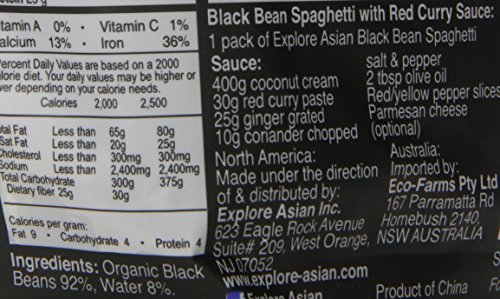 Vitamin A 0% • Vitamin C 1%
Calcium 13% • Iron 36%
Percent Daily Values are based on a 2000
calorie diet. Your daily values may be higher or
lower depending on your calorie needs.
Calories 2,000 2,500
Total Fat Less than 65g 80g
Sat Fat Less than 20g 25g
Cholesterol Less than 300mg 300mg
Sodium Less than 2,400mg 2,400mg
Total Carbohydrate 300g 375g
Dietary fiber 25g 30g
Calories per gram:
Fat 9 • Carbohydrate 4 • Protein 4
Ingredients: Organic Black
Beans 92%, Water 8%.
Black Bean Spaghetti with Red Curry Sauce:
1 pack of Explore Asian Black Bean Spaghetti
Sauce:
400g coconut cream
30g red curry paste
25g ginger grated
10g coriander chopped
salt & pepper
2 tbsp olive oil
Red/yellow pepper slices
Parmesan cheese
(optional)
North America:
Made under the direction
of & distributed by:
Explore Asian Inc.
623 Eagle Rock Avenue
Suite# 209, West Orange,
NJ 07052
www.explore-asian.com
Explore Asian
Australia:
Imported by:
Eco-Farms Pty Ltd
167 Parramatta Rd
Homebush 2140,
NSW AUSTRALIA
Product of China